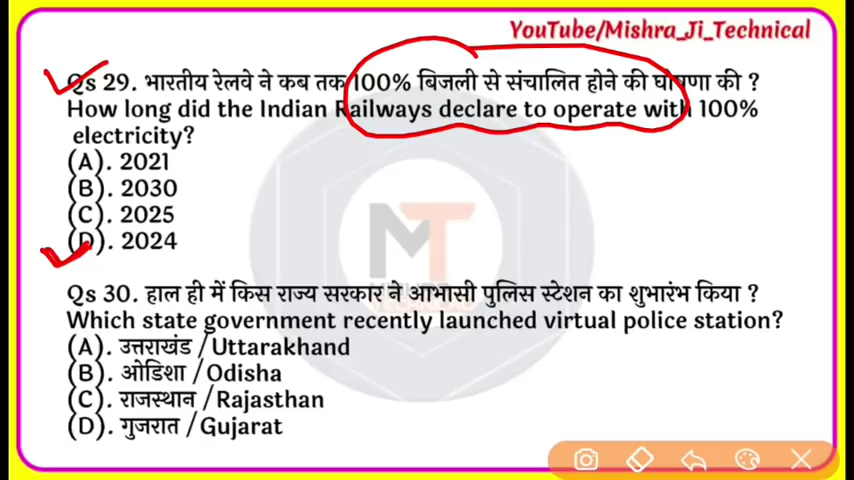 YouTube/Mishra_Ji_Technical
Qs 29. भारतीय रेलवे ने कब तक 100% बिजली से संचालित होने की घोषणा की ?
How long did the Indian Railways declare to operate with 100%
electricity?
(A). 2021
(B). 2030
(C). 2025
(D). 2024
MT
Qs 30. हाल ही में किस राज्य सरकार ने आभासी पुलिस स्टेशन का शुभारंभ किया ?
Which state government recently launched virtual police station?
(A). उत्तराखंड / Uttarakhand
(B). ओडिशा / Odisha
(C). राजस्थान / Rajasthan
(D). गुजरात / Gujarat